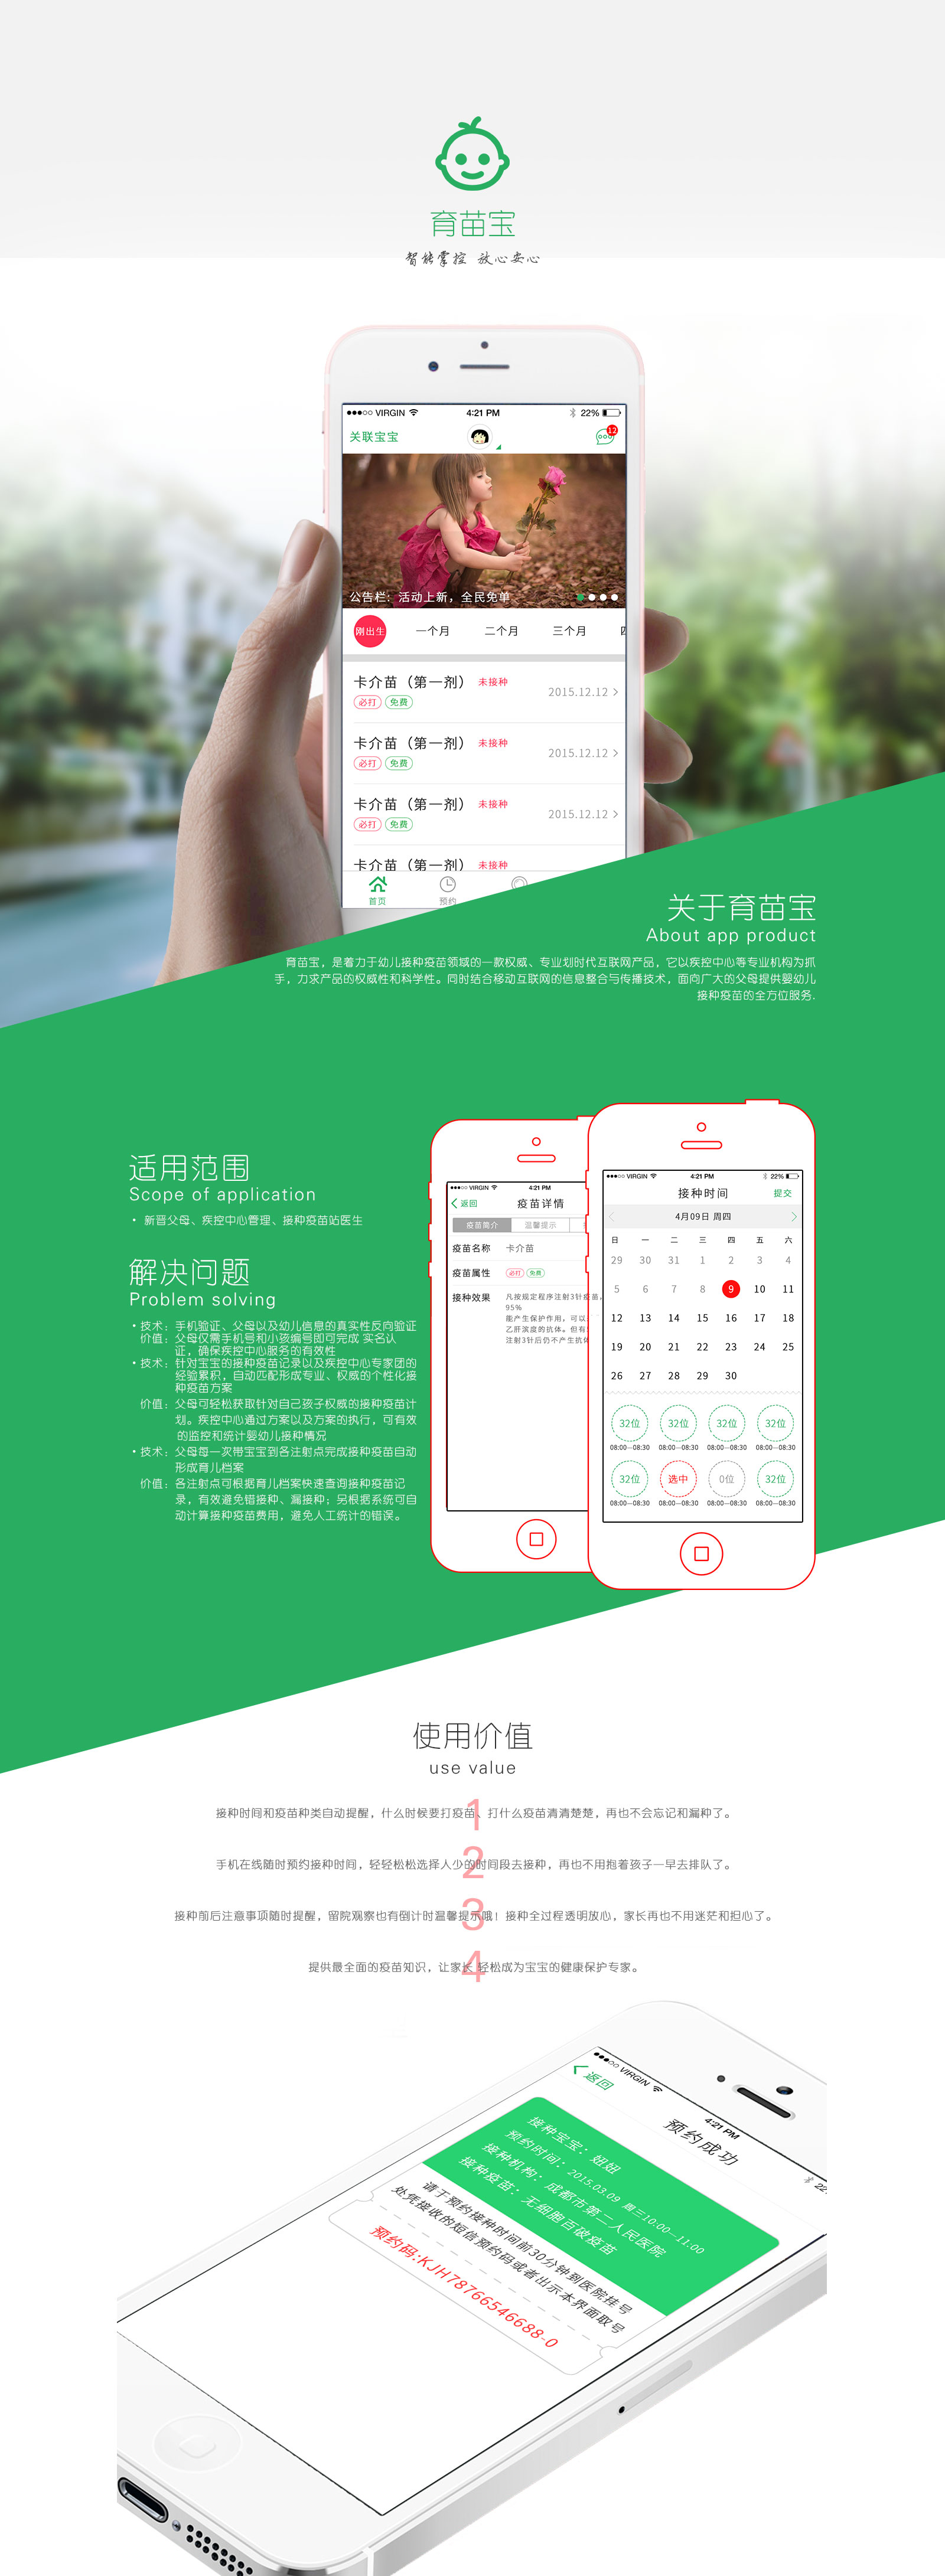 育苗宝
智能掌控 放心安心
●●●○○ VIRGIN 4:21 PM 22%
关联宝宝
12
公告栏：活动上新，全民免单
刚出生 一个月 二个月 三个月
卡介苗（第一剂） 未接种
必打 免费
2015.12.12
卡介苗（第一剂） 未接种
必打 免费
2015.12.12
卡介苗（第一剂） 未接种
必打 免费
2015.12.12
卡介苗（第一剂） 未接种
首页 预约
关于育苗宝
About app product
育苗宝，是着力于幼儿接种疫苗领域的一款权威、专业划时代互联网产品，它以疾控中心等专业机构为抓
手，力求产品的权威性和科学性。同时结合移动互联网的信息整合与传播技术，面向广大的父母提供婴幼儿
接种疫苗的全方位服务.
适用范围
Scope of application
• 新晋父母、疾控中心管理、接种疫苗站医生
解决问题
Problem solving
•技术：手机验证、父母以及幼儿信息的真实性反向验证
价值：父母仅需手机号和小孩编号即可完成 实名认
证，确保疾控中心服务的有效性
•技术：针对宝宝的接种疫苗记录以及疾控中心专家团的
经验累积，自动匹配形成专业、权威的个性化接
种疫苗方案
价值：父母可轻松获取针对自己孩子权威的接种疫苗计
划。疾控中心通过方案以及方案的执行，可有效
的监控和统计婴幼儿接种情况
•技术：父母每一次带宝宝到各注射点完成接种疫苗自动
形成育儿档案
价值：各注射点可根据育儿档案快速查询接种疫苗记
录，有效避免错接种、漏接种；另根据系统可自
动计算接种疫苗费用，避免人工统计的错误。
●●●○○ VIRGIN 4:21 PM
返回 疫苗详情
疫苗简介 温馨提示
疫苗名称 卡介苗
疫苗属性 必打 免费
接种效果 凡按规定程序注射3针疫苗，
95%
能产生保护作用，可以
乙肝滨度的抗体。但有
注射3针后仍不产生抗体
●●●○○ VIRGIN 4:21 PM 22%
接种时间 提交
4月09日 周四
日 一 二 三 四 五 六
29 30 31 1 2 3 4
5 6 7 8 9 10 11
12 13 14 15 16 17 18
19 20 21 22 23 24 25
26 27 28 29 30
32位 32位 32位 32位
08:00—08:30 08:00—08:30 08:00—08:30 08:00—08:30
32位 选中 0位 32位
08:00—08:30 08:00—08:30 08:00—08:30 08:00—08:30
使用价值
use value
1
接种时间和疫苗种类自动提醒，什么时候要打疫苗、打什么疫苗清清楚楚，再也不会忘记和漏种了。
2
手机在线随时预约接种时间，轻轻松松选择人少的时间段去接种，再也不用抱着孩子一早去排队了。
3
接种前后注意事项随时提醒，留院观察也有倒计时温馨提示哦！接种全过程透明放心，家长再也不用迷茫和担心了。
4
提供最全面的疫苗知识，让家长 轻松成为宝宝的健康保护专家。
●●●○○ VIRGIN 4:21 PM 22
返回 预约成功
接种宝宝：妞妞
预约时间：2015.03.09 周三10:00—11:00
接种机构：成都市第二人民医院
接种疫苗：无细胞百破疫苗
请于预约接种时间前30分钟到医院挂号
处凭接收的短信预约码或者出示本界面取号
预约码:KJH78766546688-0